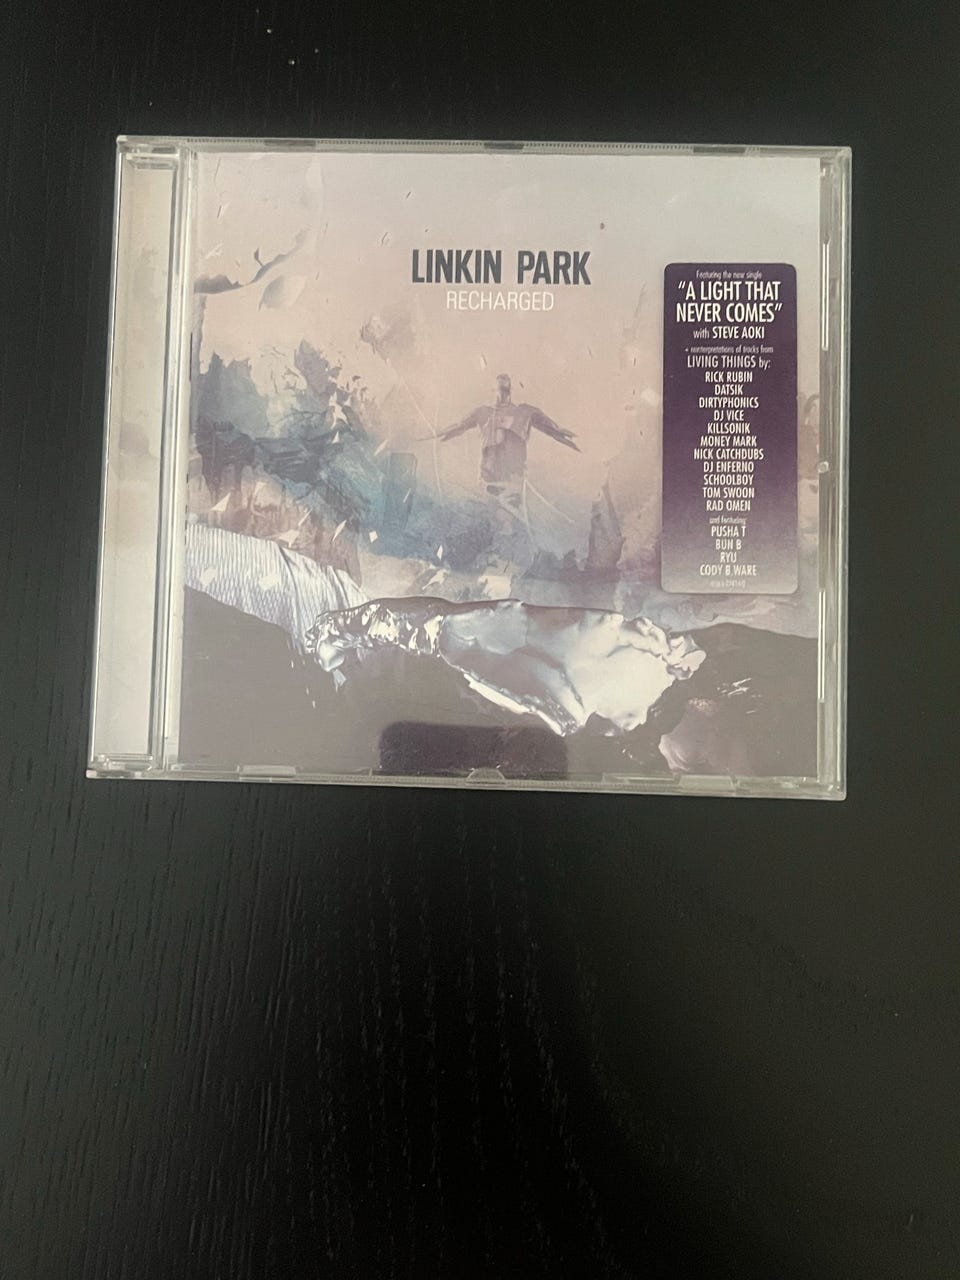 LINKIN PARK
RECHARGED
Featuring the new single
"A LIGHT THAT
NEVER COMES"
with STEVE AOKI
+ reinterpretations of tracks from
LIVING THINGS by:
RICK RUBIN
DATSIK
DIRTYPHONICS
DJ VICE
KILLSONIK
MONEY MARK
NICK CATCHDUBS
DJ ENFERNO
SCHOOLBOY
TOM SWOON
RAD OMEN
and featuring
PUSHA T
BUN B
RYU
CODY B.WARE